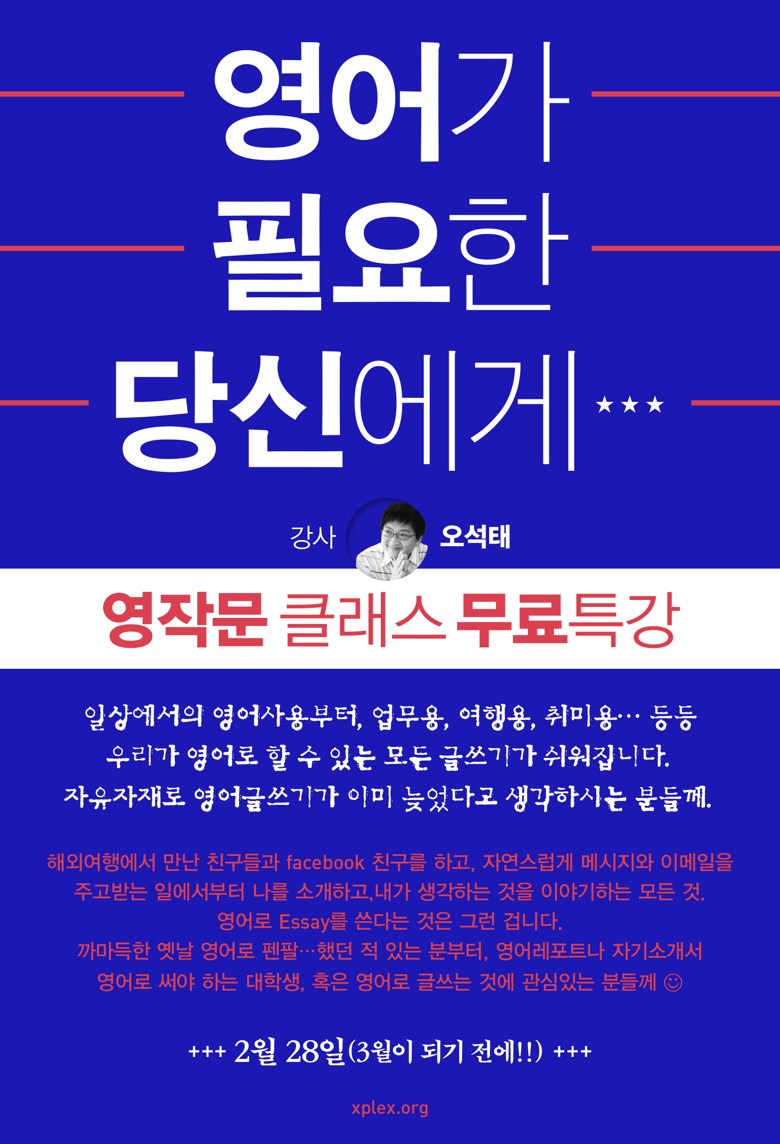 영어가
필요한
당신에게 ★★★
강사 오석태
영작문 클래스 무료특강
일상에서의 영어사용부터, 업무용, 여행용, 취미용… 등등
우리가 영어로 할 수 있는 모든 글쓰기가 쉬워집니다.
자유자재로 영어글쓰기가 이미 늦었다고 생각하시는 분들께.
해외여행에서 만난 친구들과 facebook 친구를 하고, 자연스럽게 메시지와 이메일을
주고받는 일에서부터 나를 소개하고,내가 생각하는 것을 이야기하는 모든 것.
영어로 Essay를 쓴다는 것은 그런 겁니다.
까마득한 옛날 영어로 펜팔…했던 적 있는 분부터, 영어레포트나 자기소개서
영어로 써야 하는 대학생, 혹은 영어로 글쓰는 것에 관심있는 분들께 ☺
+++ 2월 28일(3월이 되기 전에!!) +++
xplex.org